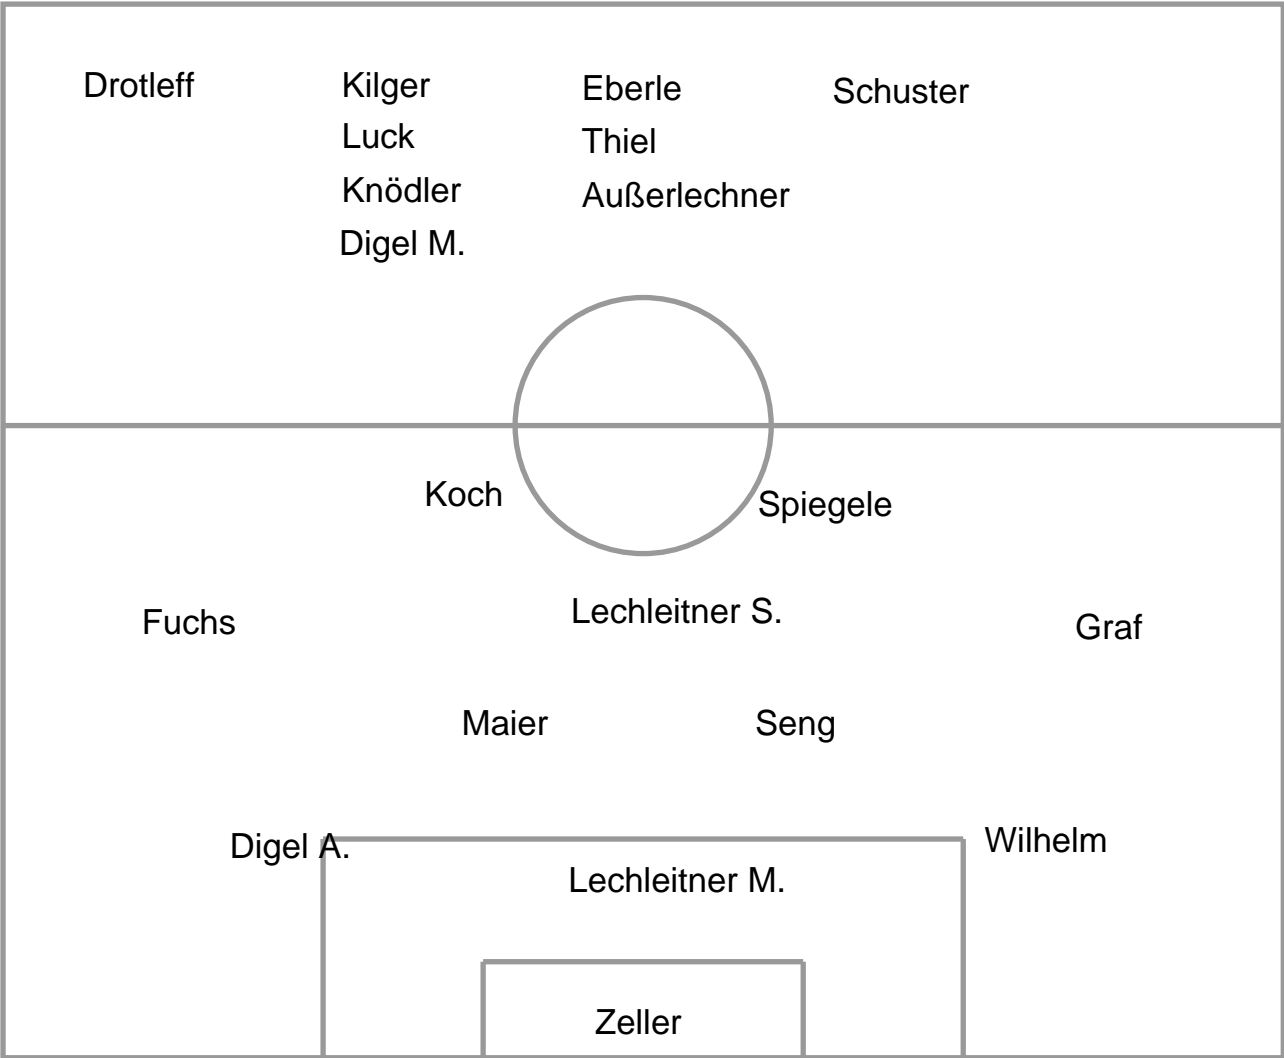 Drotleff
Kilger
Eberle
Schuster
Luck
Thiel
Knödler
Außerlechner
Digel M.
Koch
Spiegele
Lechleitner S.
Fuchs
Graf
Maier
Seng
Digel A.
Wilhelm
Lechleitner M.
Zeller